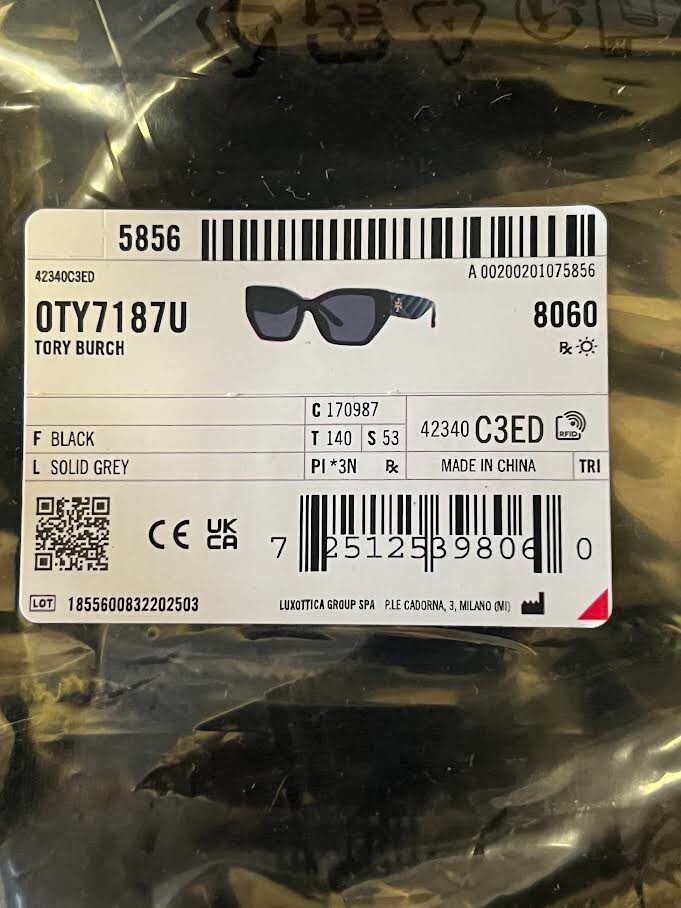 5856
42340C3ED
A 00200201075856
0TY7187U
8060
TORY BURCH
Rx
C 170987
F BLACK
T 140 S 53
42340 C3ED RFID
L SOLID GREY
PI *3N Rx
MADE IN CHINA TRI
CE UK CA
7 2512539806 0
LOT 1855600832202503
LUXOTTICA GROUP SPA P.LE CADORNA, 3, MILANO (MI)